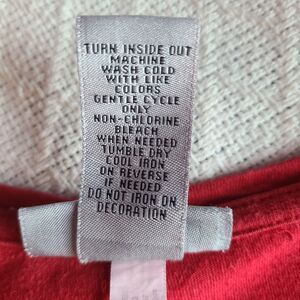 TURN INSIDE OUT
MACHINE
WASH COLD
WITH LIKE
COLORS
GENTLE CYCLE
ONLY
NON-CHLORINE
BLEACH
WHEN NEEDED
TUMBLE DRY
COOL IRON
ON REVERSE
IF NEEDED
DO NOT IRON ON
DECORATION